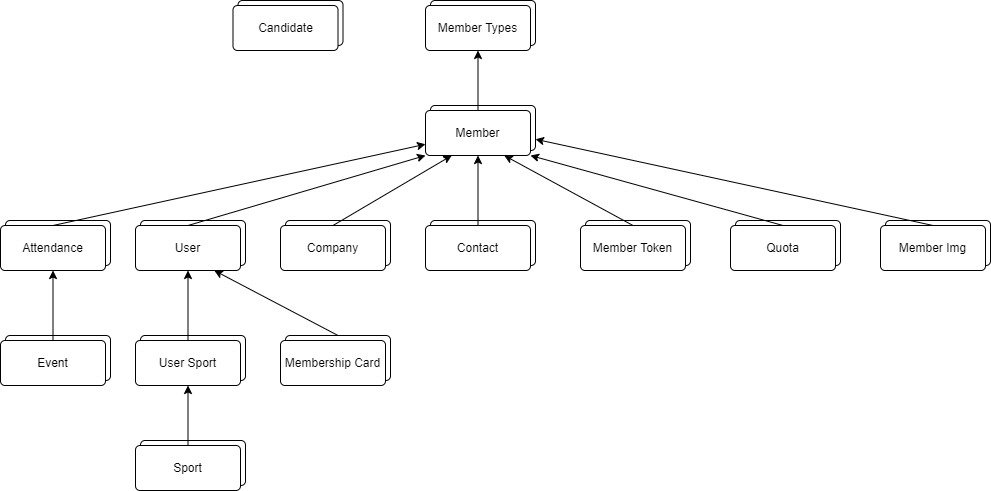 Candidate
Member Types
Member
Attendance
User
Company
Contact
Member Token
Quota
Member Img
Event
User Sport
Membership Card
Sport